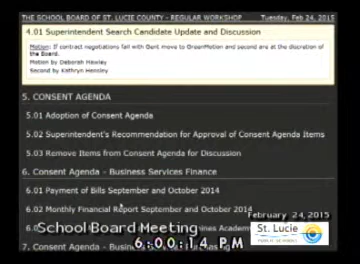 THE SCHOOL BOARD OF ST. LUCIE COUNTY - REGULAR WORKSHOP Tuesday, Feb 24, 2015
4.01 Superintendent Search Candidate Update and Discussion
Motion: If contract negotiations fail with Gent move to GreenMotion and second are at the discretion of
the Board.
Motion by Deborah Hawley
Second by Kathryn Hensley
5. CONSENT AGENDA
5.01 Adoption of Consent Agenda
5.02 Superintendent's Recommendation for Approval of Consent Agenda Items
5.03 Remove Items from Consent Agenda for Discussion
6. Consent Agenda - Business Services Finance
6.01 Payment of Bills September and October 2014
6.02 Monthly Financial Report September and October 2014
February 24, 2015
School Board Meeting
St. Lucie
6:00:14 PM
7. Consent Agenda -